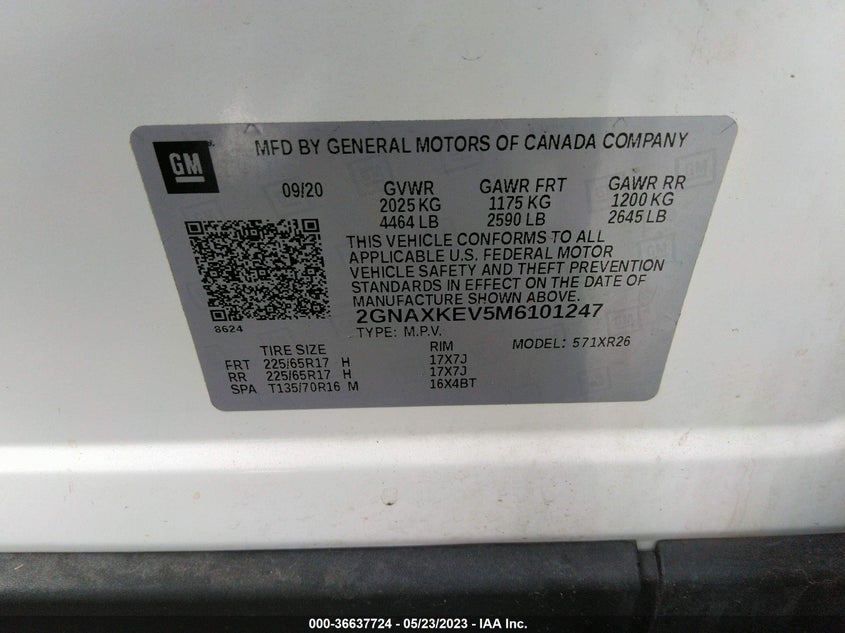 GM
MFD BY GENERAL MOTORS OF CANADA COMPANY
09/20 GVWR GAWR FRT GAWR RR
2025 KG 1175 KG 1200 KG
4464 LB 2590 LB 2645 LB
THIS VEHICLE CONFORMS TO ALL
APPLICABLE U.S. FEDERAL MOTOR
VEHICLE SAFETY AND THEFT PREVENTION
STANDARDS IN EFFECT ON THE DATE OF
MANUFACTURE SHOWN ABOVE.
8624 2GNAXKEV5M6101247
TYPE: M.P.V. MODEL: 571XR26
TIRE SIZE RIM
FRT 225/65R17 H 17X7J
RR 225/65R17 H 17X7J
SPA T135/70R16 M 16X4BT
000-36637724 - 05/23/2023 - IAA Inc.